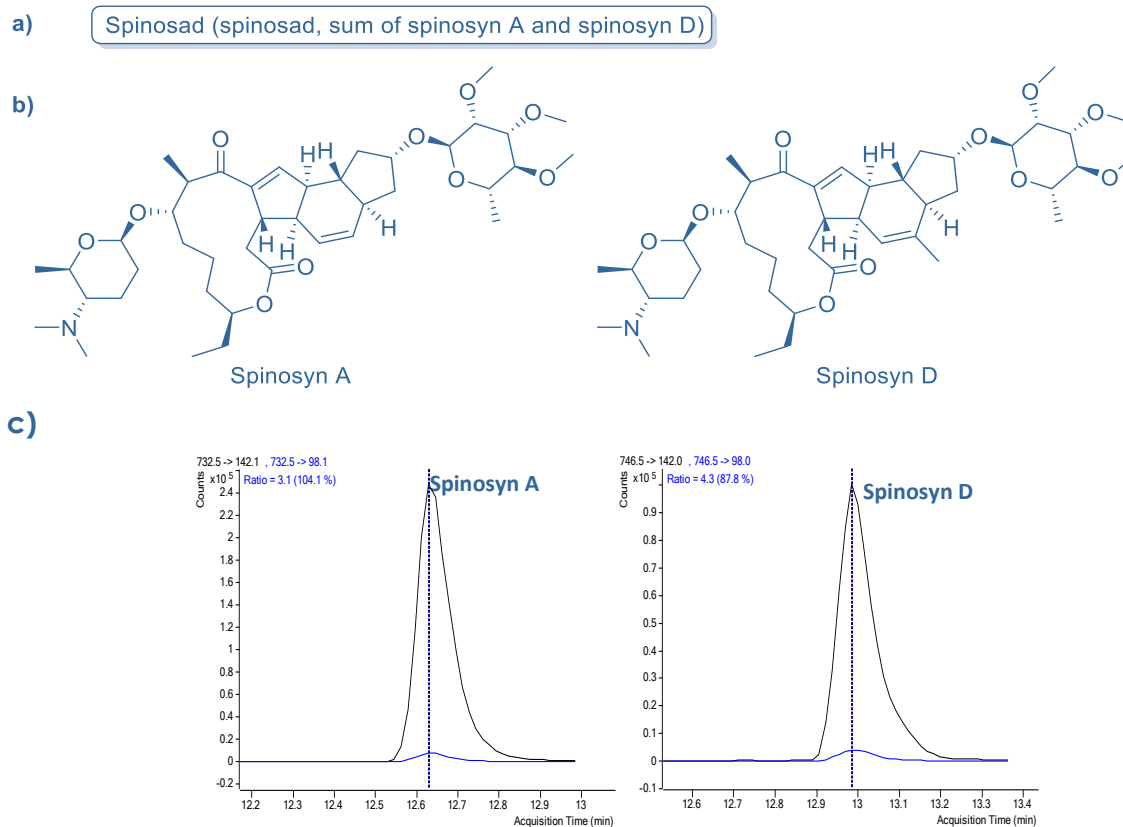 a) Spinosad (spinosad, sum of spinosyn A and spinosyn D)
b)
O O O O O O
H H H H H
O O O O O N
Spinosyn A
O O O O O O
H H H H H
O O O O O N
Spinosyn D
c)
732.5 -> 142.1 , 732.5 -> 98.1
Counts
x10 5
Ratio = 3.1 (104.1 %)
Spinosyn A
2.4
2.2
2
1.8
1.6
1.4
1.2
1
0.8
0.6
0.4
0.2
0
-0.2
12.2 12.3 12.4 12.5 12.6 12.7 12.8 12.9 13
Acquisition Time (min)
746.5 -> 142.0 , 746.5 -> 98.0
Counts
x10 5
Ratio = 4.3 (87.8 %)
Spinosyn D
0.9
0.8
0.7
0.6
0.5
0.4
0.3
0.2
0.1
0
-0.1
12.6 12.7 12.8 12.9 13 13.1 13.2 13.3 13.4
Acquisition Time (min)